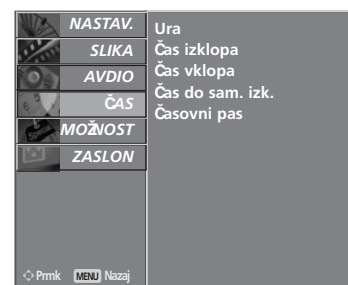 NASTAV.
SLIKA
AVDIO
ČAS
MOŽNOST
ZASLON
Ura
Čas izklopa
Čas vklopa
Čas do sam. izk.
Časovni pas
Prmk MENU Nazaj